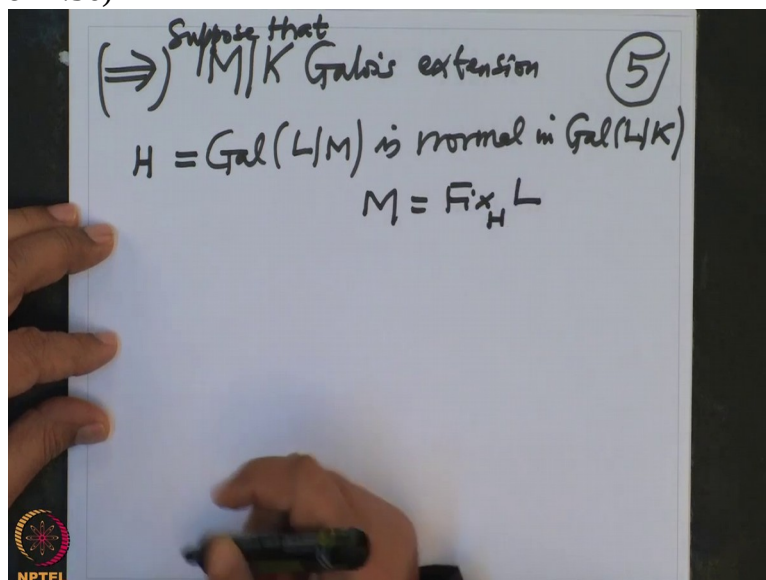 Suppose that
(⇒) M|K Galois extension
5
H = Gal(L|M) is normal in Gal(L|K)
M = Fix_H L
NPTEL